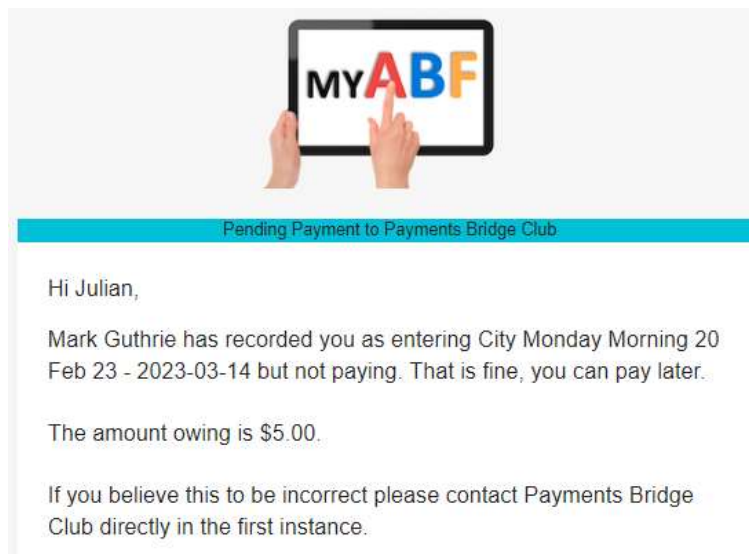 MYABF
Pending Payment to Payments Bridge Club
Hi Julian,
Mark Guthrie has recorded you as entering City Monday Morning 20
Feb 23 - 2023-03-14 but not paying. That is fine, you can pay later.
The amount owing is $5.00.
If you believe this to be incorrect please contact Payments Bridge
Club directly in the first instance.